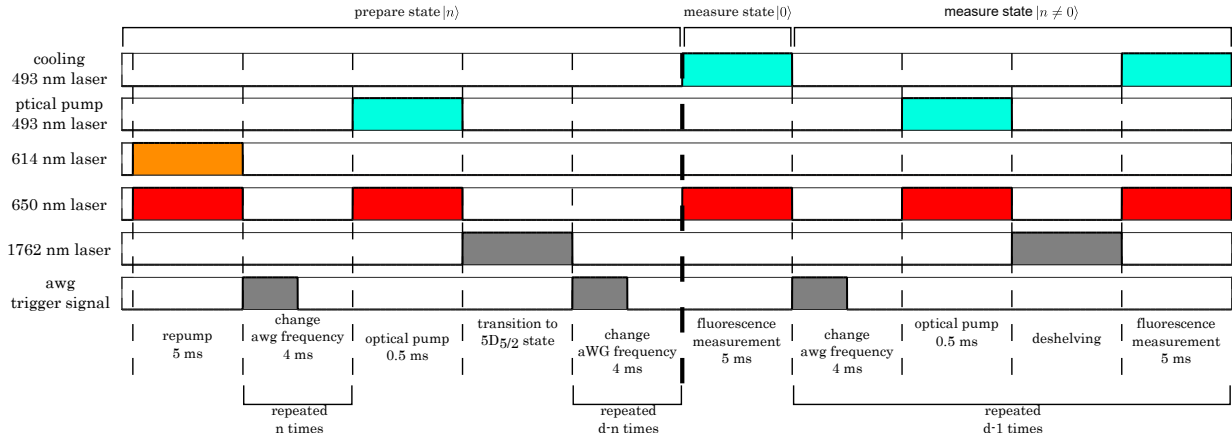 prepare state |n⟩
measure state |0⟩
measure state |n ≠ 0⟩
cooling
493 nm laser
ptical pump
493 nm laser
614 nm laser
650 nm laser
1762 nm laser
awg
trigger signal
repump
5 ms
change
awg frequency
4 ms
optical pump
0.5 ms
transition to
5D5/2 state
change
aWG frequency
4 ms
fluorescence
measurement
5 ms
change
awg frequency
4 ms
optical pump
0.5 ms
deshelving
fluorescence
measurement
5 ms
repeated
n times
repeated
d-n times
repeated
d-1 times